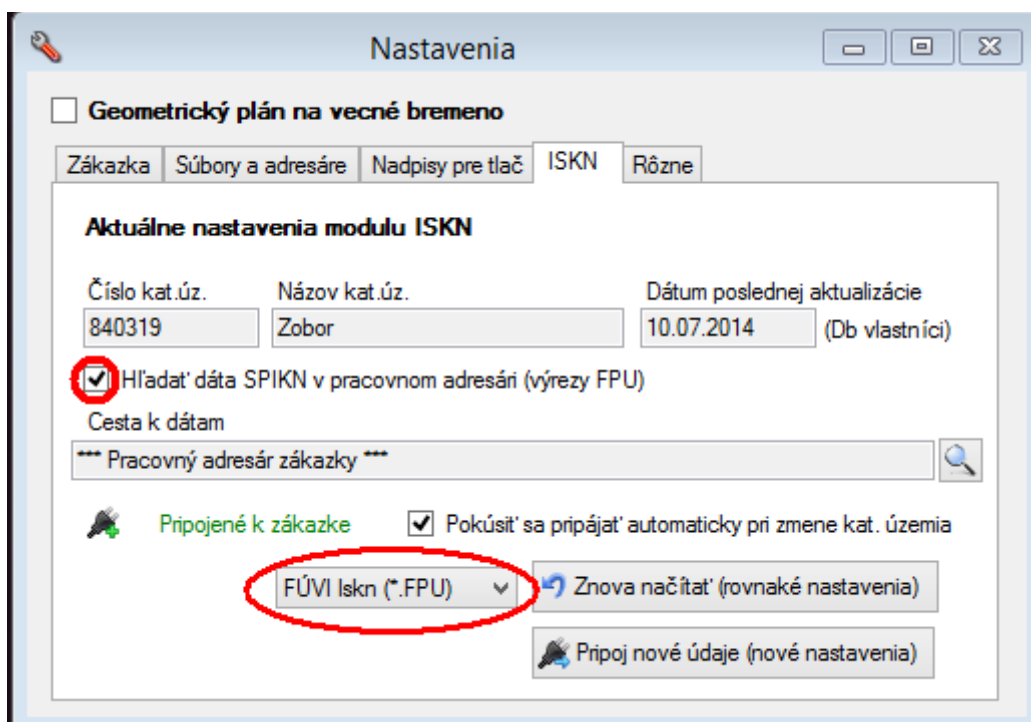 Nastavenia
Geometrický plán na vecné bremeno
Zákazka Súbory a adresáre Nadpisy pre tlač ISKN Rôzne
Aktuálne nastavenia modulu ISKN
Číslo kat.úz. Názov kat.úz. Dátum poslednej aktualizácie
840319 Zobor 10.07.2014 (Db vlastníci)
Hľadať dáta SPIKN v pracovnom adresári (výrezy FPU)
Cesta k dátam
*** Pracovný adresár zákazky ***
Pripojené k zákazke Pokúsiť sa pripájať automaticky pri zmene kat. územia
FÚVI Iskn (*.FPU) Znova načítať (rovnaké nastavenia)
Pripoj nové údaje (nové nastavenia)